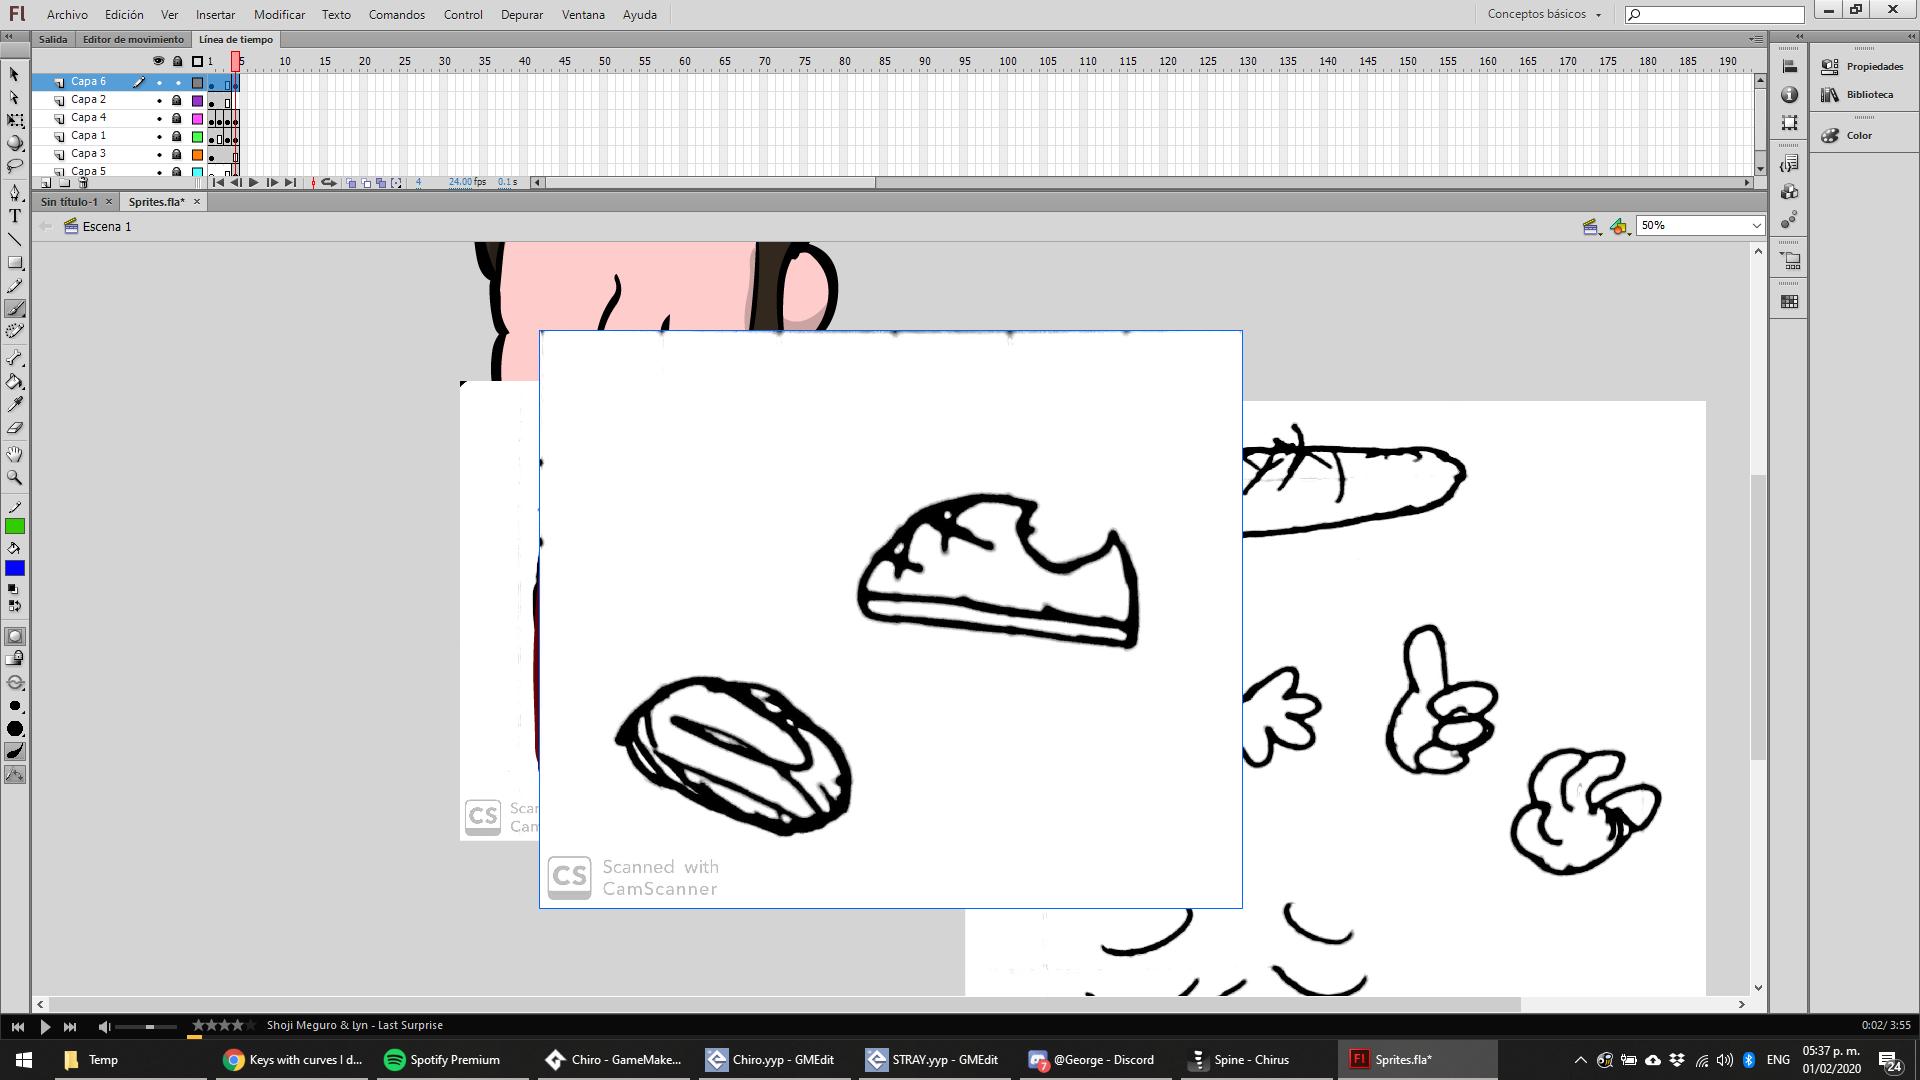 Fl Archivo Edición Ver Insertar Modificar Texto Comandos Control Depurar Ventana Ayuda Conceptos básicos
Salida Editor de movimiento Línea de tiempo
1 5 10 15 20 25 30 35 40 45 50 55 60 65 70 75 80 85 90 95 100 105 110 115 120 125 130 135 140 145 150 155 160 165 170 175 180 185 190
Capa 6
Capa 2
Capa 4
Capa 1
Capa 3
Capa 5
4 24.00 fps 0.1 s
Sin título-1 Sprites.fla*
Escena 1 50%
Propiedades
Biblioteca
Color
T
CS Scar
Cam
CS Scanned with
CamScanner
Shoji Meguro & Lyn - Last Surprise 0:02/ 3:55
Temp Keys with curves I d... Spotify Premium Chiro - GameMake... Chiro.yyp - GMEdit STRAY.yyp - GMEdit 7 @George - Discord Spine - Chirus Fl Sprites.fla* ENG 05:37 p. m.
01/02/2020 24